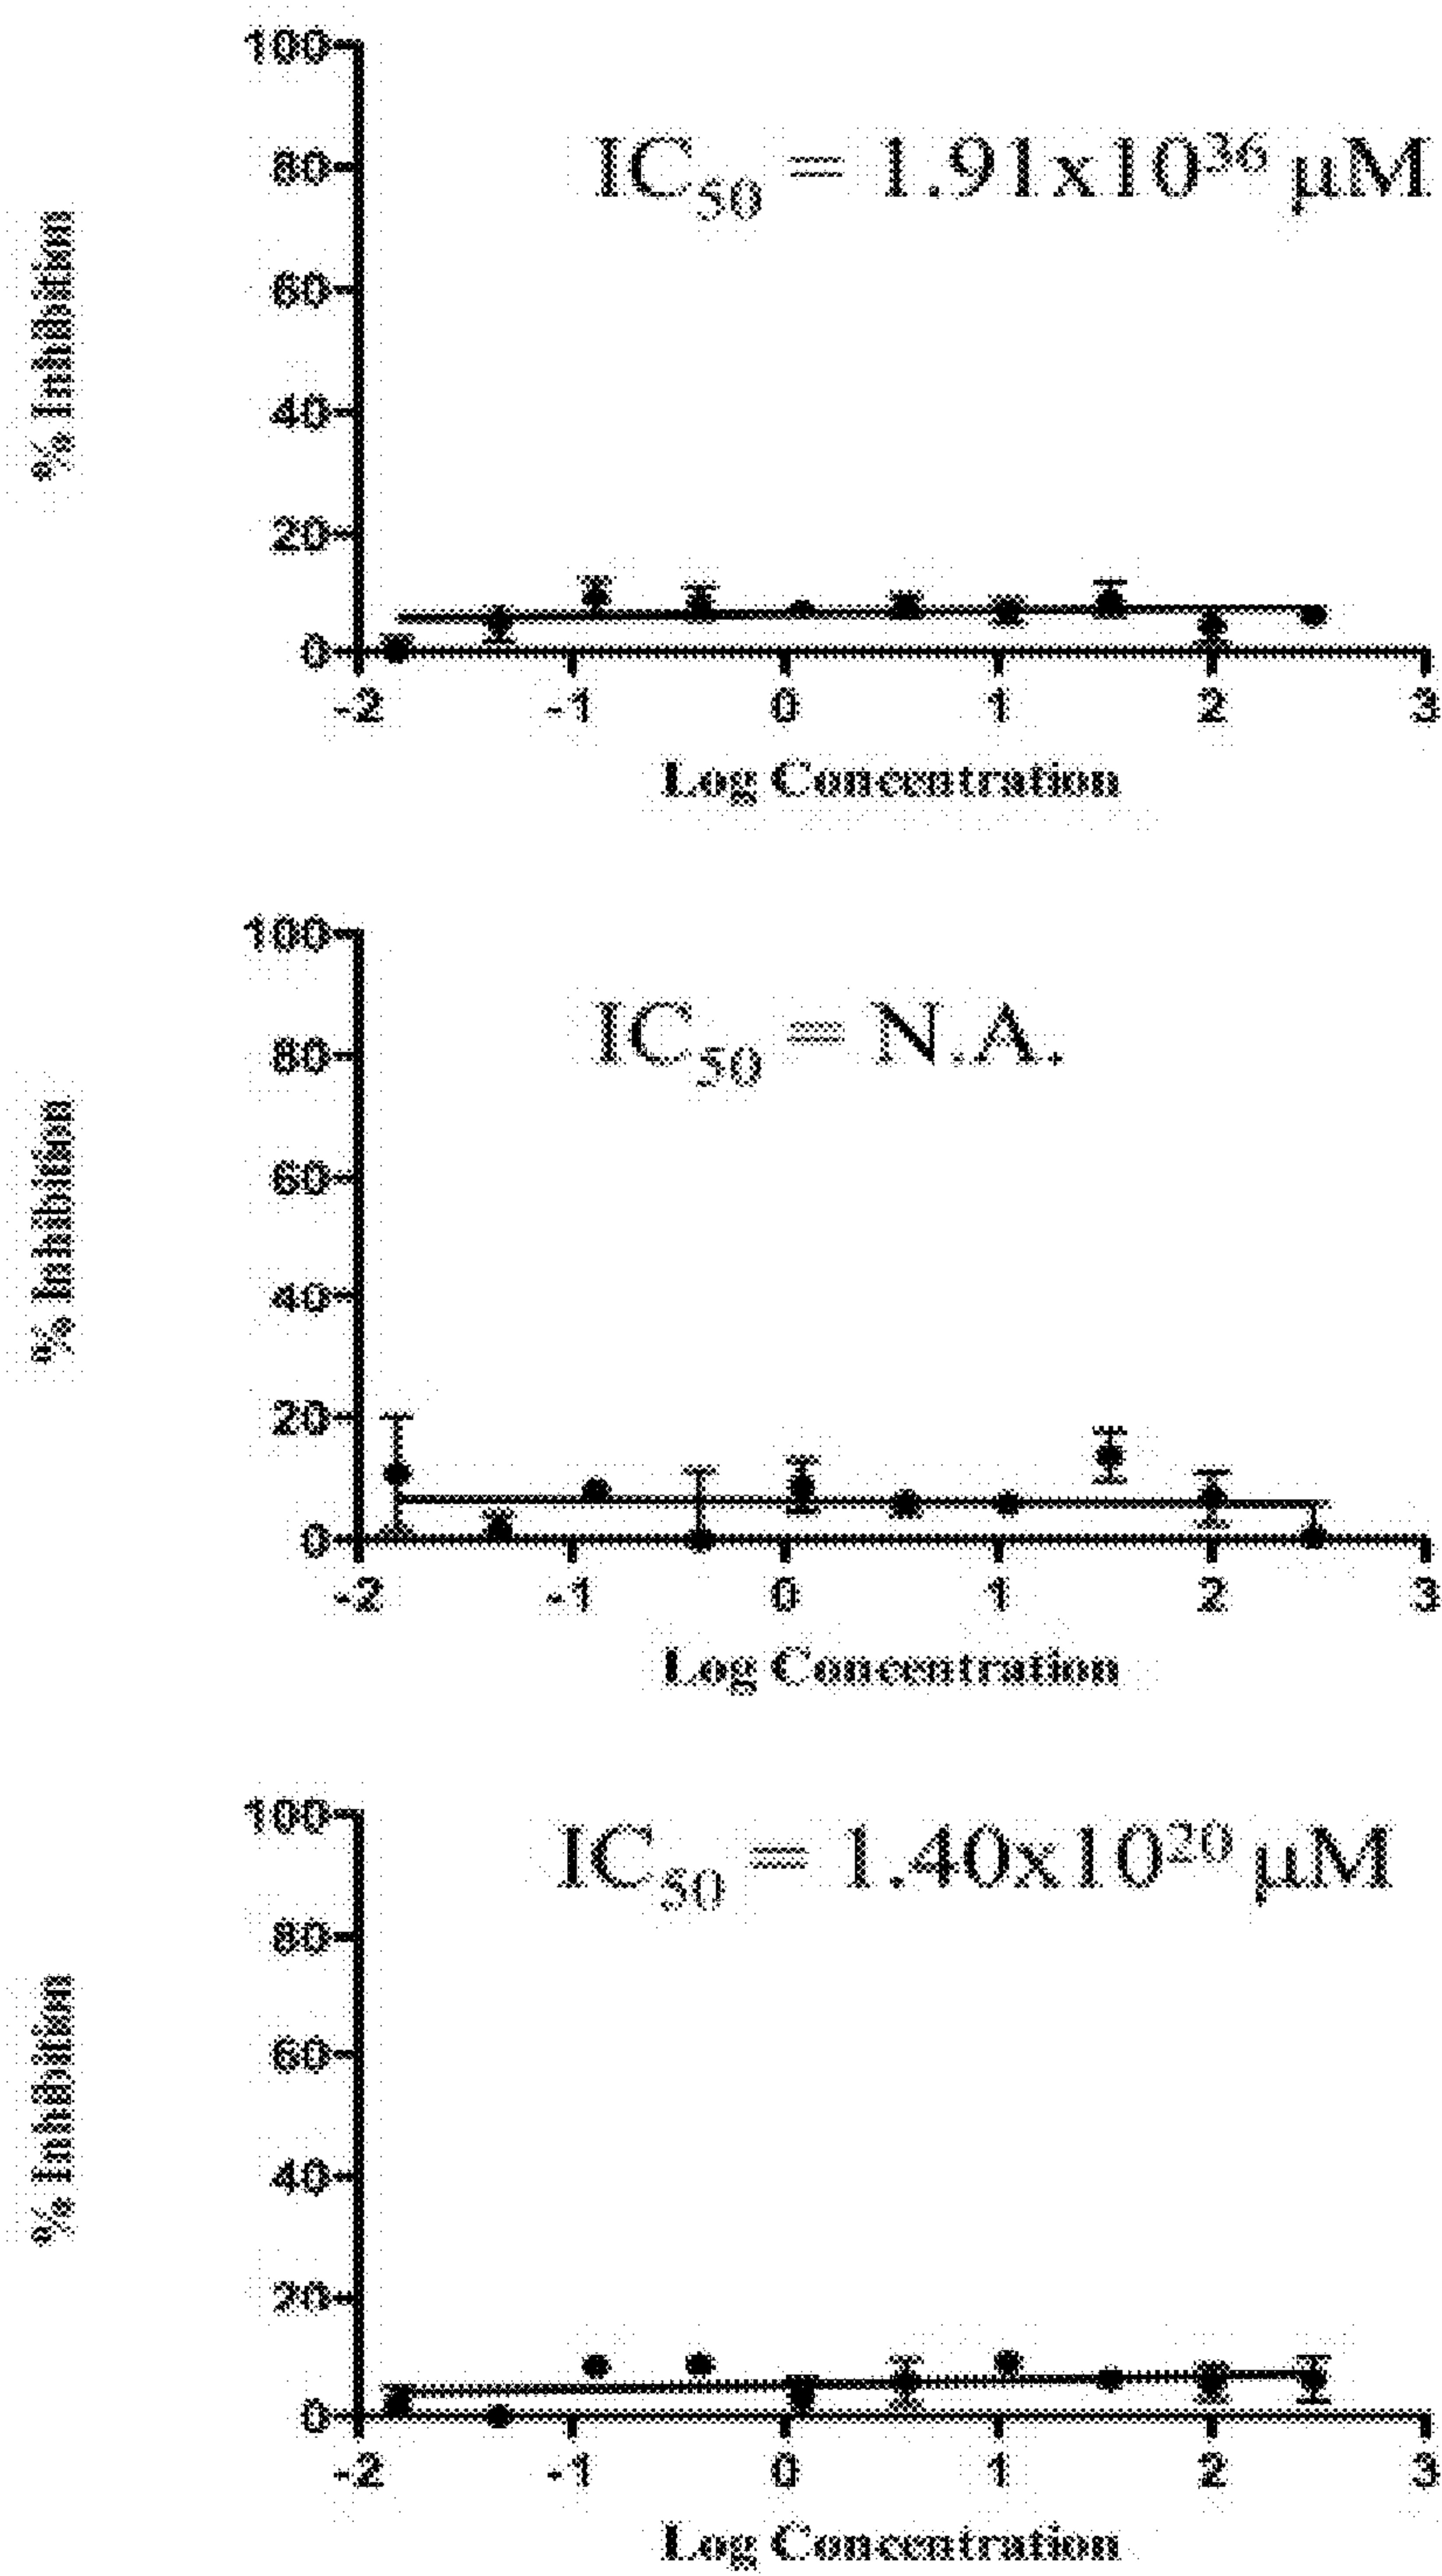 100
80
60
40
20
0
% Inhibition
IC50 = 1.91x10^36 µM
-2 -1 0 1 2 3
Log Concentration
100
80
60
40
20
0
% Inhibition
IC50 = N.A.
-2 -1 0 1 2 3
Log Concentration
100
80
60
40
20
0
% Inhibition
IC50 = 1.40x10^20 µM
-2 -1 0 1 2 3
Log Concentration